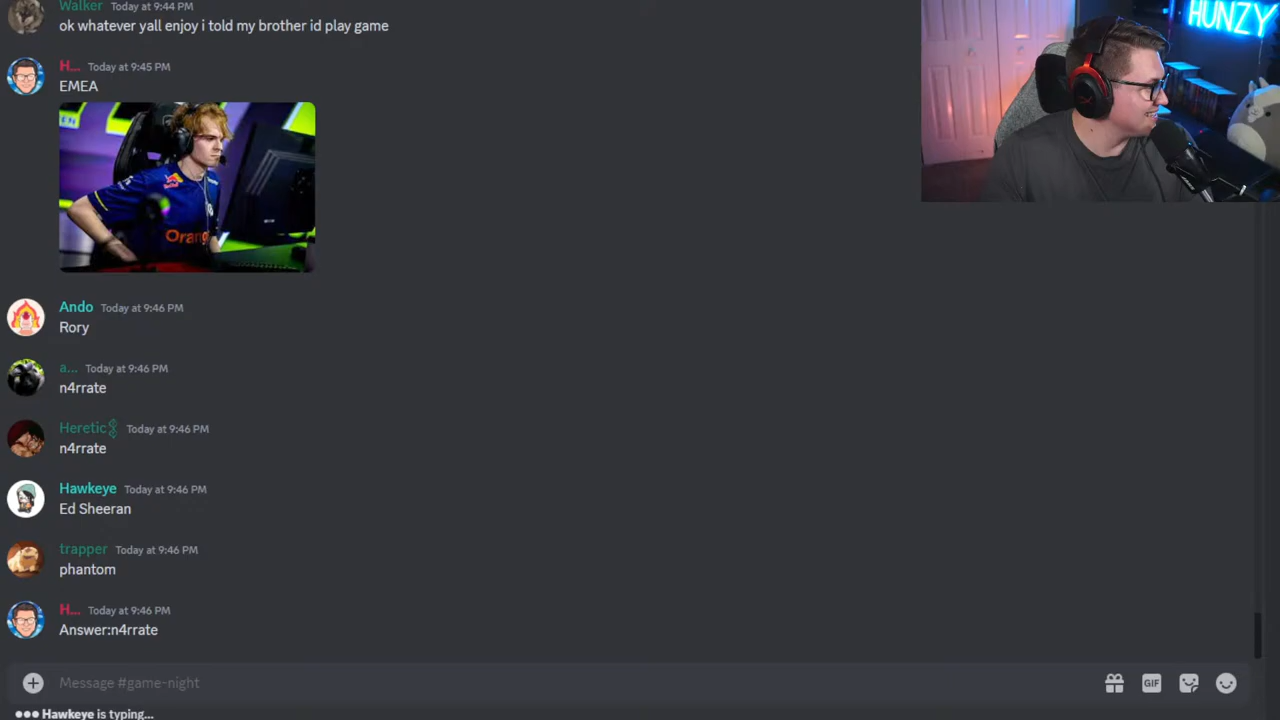 Walker Today at 9:44 PM
ok whatever yall enjoy i told my brother id play game
HUNZY
H... Today at 9:45 PM
EMEA
Orang
Ando Today at 9:46 PM
Rory
a... Today at 9:46 PM
n4rrate
Heretic Today at 9:46 PM
n4rrate
Hawkeye Today at 9:46 PM
Ed Sheeran
trapper Today at 9:46 PM
phantom
H... Today at 9:46 PM
Answer:n4rrate
Message #game-night
GIF
Hawkeye is typing...